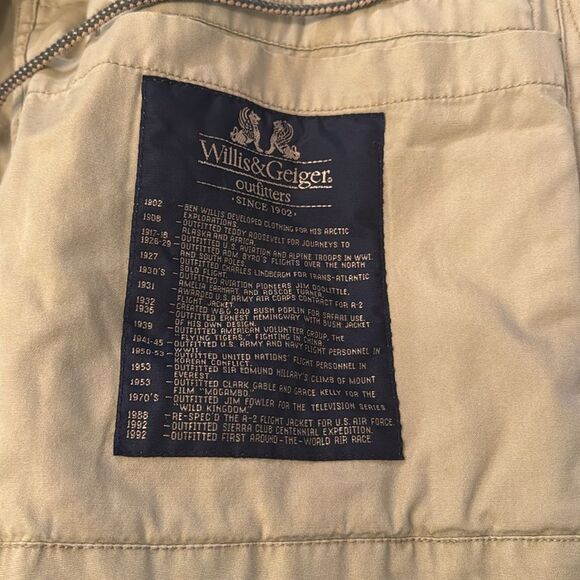 Willis&Geiger
outfitters
• SINCE 1902 •
1902 —BEN WILLIS DEVELOPED CLOTHING FOR HIS ARCTIC
EXPLORATIONS.
1908 —OUTFITTED TEDDY ROOSEVELT FOR JOURNEYS TO
ALASKA AND AFRICA.
1917-18 —OUTFITTED U.S. AVIATION AND ALPINE TROOPS IN WWI.
1926-29 —OUTFITTED ADM. BYRD'S FLIGHTS OVER THE NORTH
AND SOUTH POLES.
1927 —OUTFITTED CHARLES LINDBERGH FOR TRANS-ATLANTIC
SOLO FLIGHT.
1930'S —OUTFITTED AVIATION PIONEERS JIM DOOLITTLE,
AMELIA EARHART, AND ROSCOE TURNER.
1931 —AWARDED U.S. ARMY AIR CORPS CONTRACT FOR A-2
FLIGHT JACKET.
1932 —CREATED W&G 340 BUSH POPLIN FOR SAFARI USE.
1936 —OUTFITTED ERNEST HEMINGWAY WITH BUSH JACKET
OF HIS OWN DESIGN.
1939 —OUTFITTED AMERICAN VOLUNTEER GROUP, THE
"FLYING TIGERS," FIGHTING IN CHINA.
1941-45 —OUTFITTED U.S. ARMY AND NAVY FLIGHT PERSONNEL IN
WWII.
1950-53 —OUTFITTED UNITED NATIONS' FLIGHT PERSONNEL IN
KOREAN CONFLICT.
1953 —OUTFITTED SIR EDMUND HILLARY'S CLIMB OF MOUNT
EVEREST
1953 —OUTFITTED CLARK GABLE AND GRACE KELLY FOR THE
FILM "MOGAMBO."
1970'S —OUTFITTED JIM FOWLER FOR THE TELEVISION SERIES
"WILD KINGDOM."
1988 —RE-SPEC'D THE A-2 FLIGHT JACKET FOR U.S. AIR FORCE.
1992 —OUTFITTED SIERRA CLUB CENTENNIAL EXPEDITION.
1992 —OUTFITTED FIRST AROUND-THE-WORLD AIR RACE.